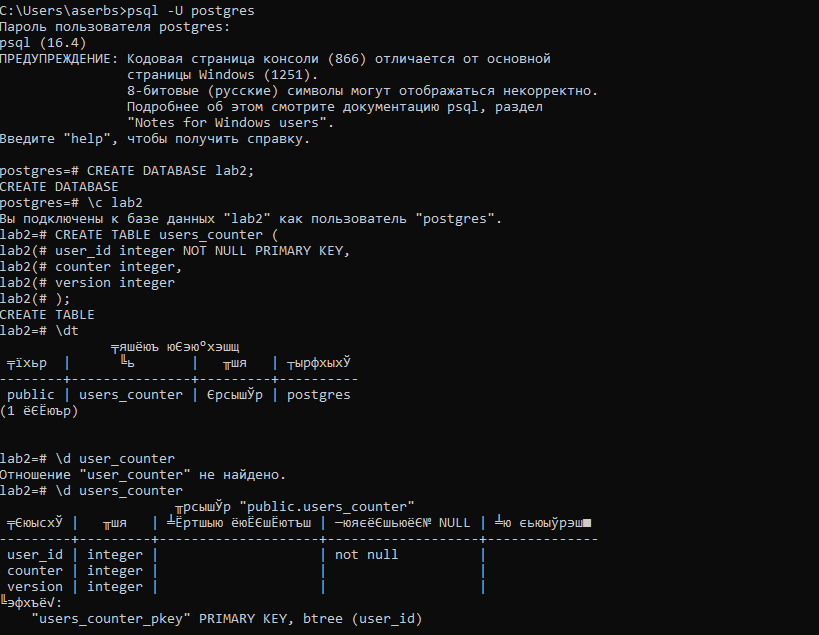 C:\Users\aserbs>psql -U postgres
Пароль пользователя postgres:
psql (16.4)
ПРЕДУПРЕЖДЕНИЕ: Кодовая страница консоли (866) отличается от основной
                страницы Windows (1251).
                8-битовые (русские) символы могут отображаться некорректно.
                Подробнее об этом смотрите документацию psql, раздел
                "Notes for Windows users".
Введите "help", чтобы получить справку.

postgres=# CREATE DATABASE lab2;
CREATE DATABASE
postgres=# \c lab2
Вы подключены к базе данных "lab2" как пользователь "postgres".
lab2=# CREATE TABLE users_counter (
lab2(# user_id integer NOT NULL PRIMARY KEY,
lab2(# counter integer,
lab2(# version integer
lab2(# );
CREATE TABLE
lab2=# \dt
              ╤яшёюъ юЄэю°хэшщ
 ╤їхьр  |      ╚ь       |   ╥шя   | ┬ырфхыхЎ
--------+---------------+---------+----------
 public | users_counter | ЄрсышЎр | postgres
(1 ёЄЁюър)


lab2=# \d user_counter
Отношение "user_counter" не найдено.
lab2=# \d users_counter
                      ╥рсышЎр "public.users_counter"
 ╤ЄюысхЎ |   ╥шя   | ╧Ёртшыю ёюЁЄшЁютъш | ─юяєёЄшьюёЄ№ NULL | ╧ю єьюыўрэш■
---------+---------+--------------------+-------------------+--------------
 user_id | integer |                    | not null          |
 counter | integer |                    |                   |
 version | integer |                    |                   |
╚эфхъё√:
    "users_counter_pkey" PRIMARY KEY, btree (user_id)